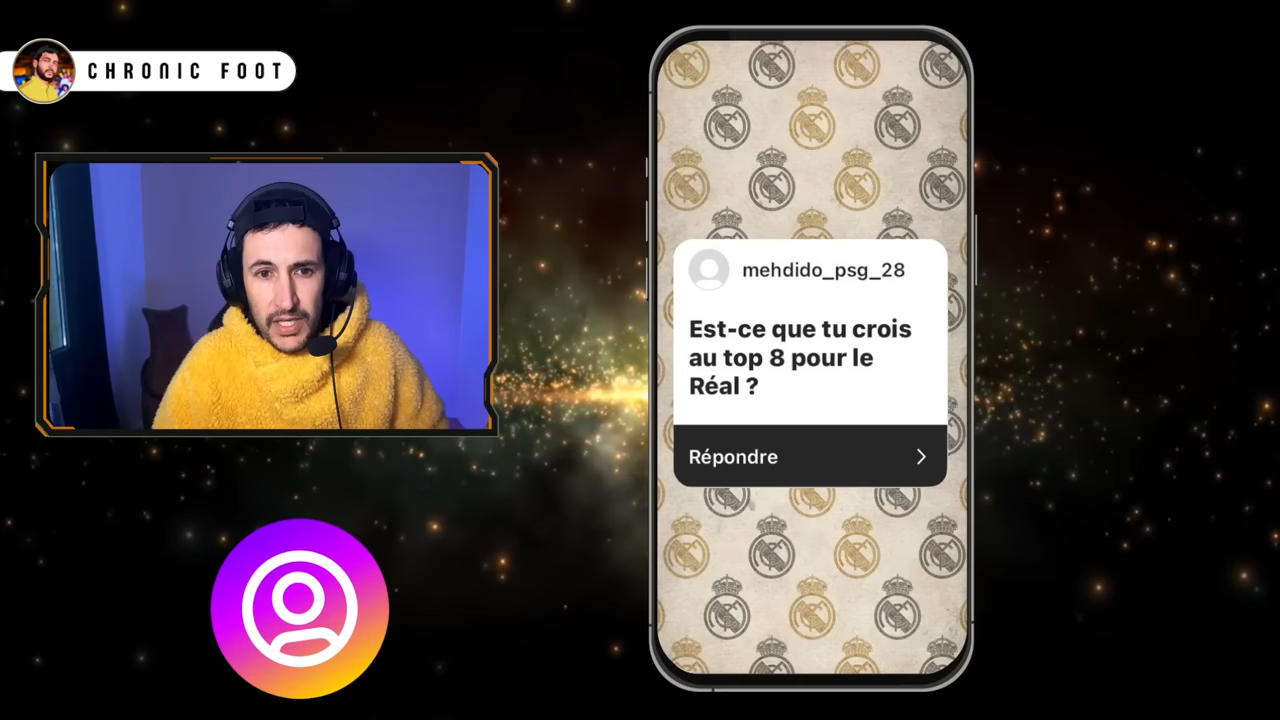 CHRONIC FOOT
mehdido_psg_28
Est-ce que tu crois
au top 8 pour le
Réal ?
Répondre